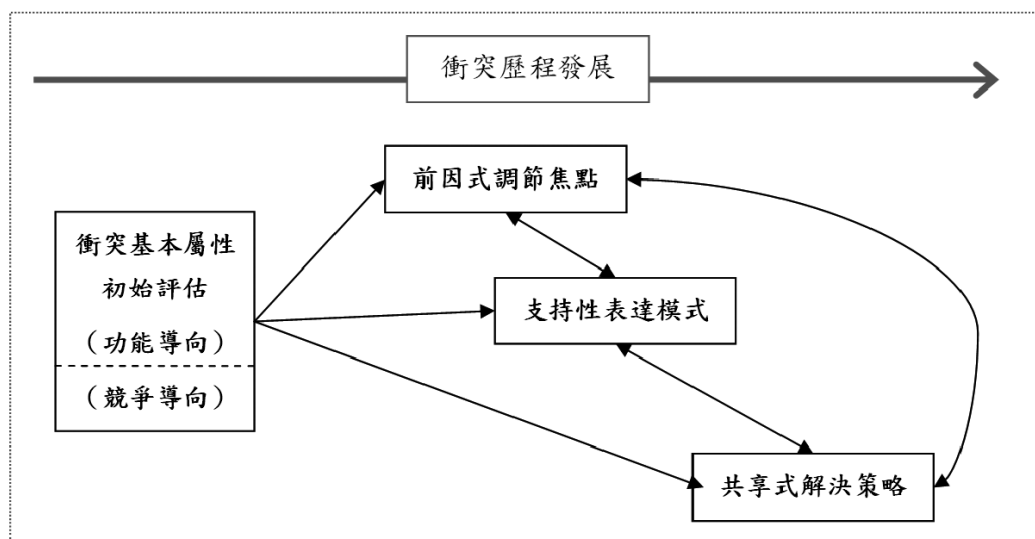 衝突歷程發展
前因式調節焦點
衝突基本屬性
初始評估
（功能導向）
（競爭導向）
支持性表達模式
共享式解決策略